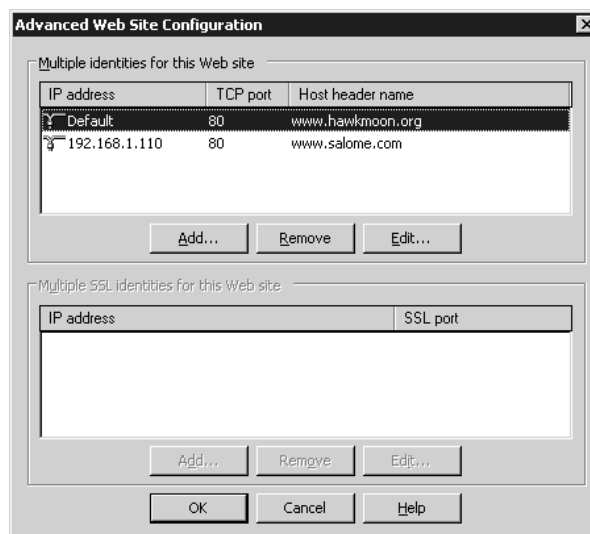 Advanced Web Site Configuration
Multiple identities for this Web site
IP address TCP port Host header name
Default 80 www.hawkmoon.org
192.168.1.110 80 www.salome.com
Add... Remove Edit...
Multiple SSL identities for this Web site
IP address SSL port
Add... Remove Edit...
OK Cancel Help